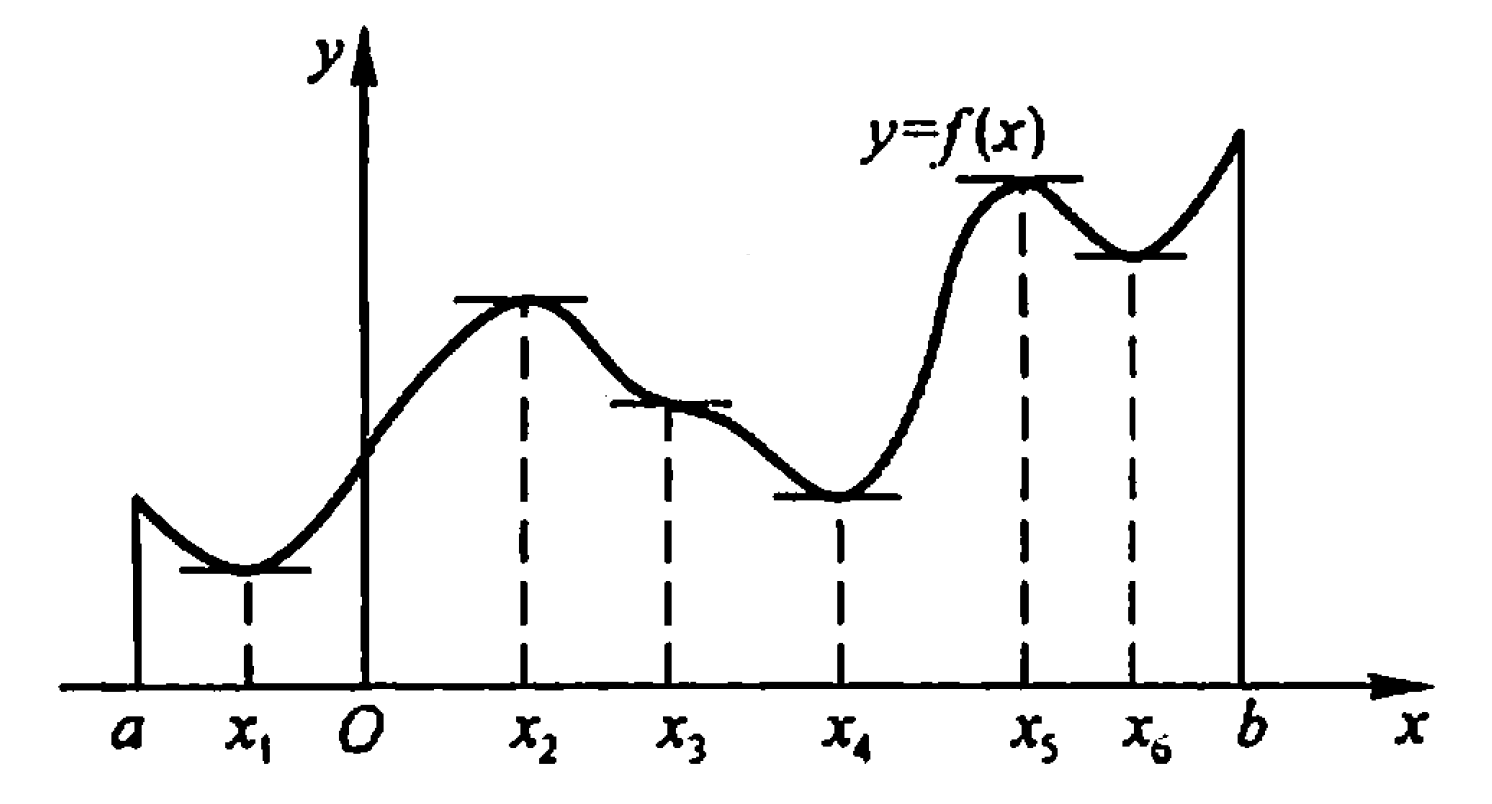 y
y=f(x)
a x₁ O x₂ x₃ x₄ x₅ x₆ b x